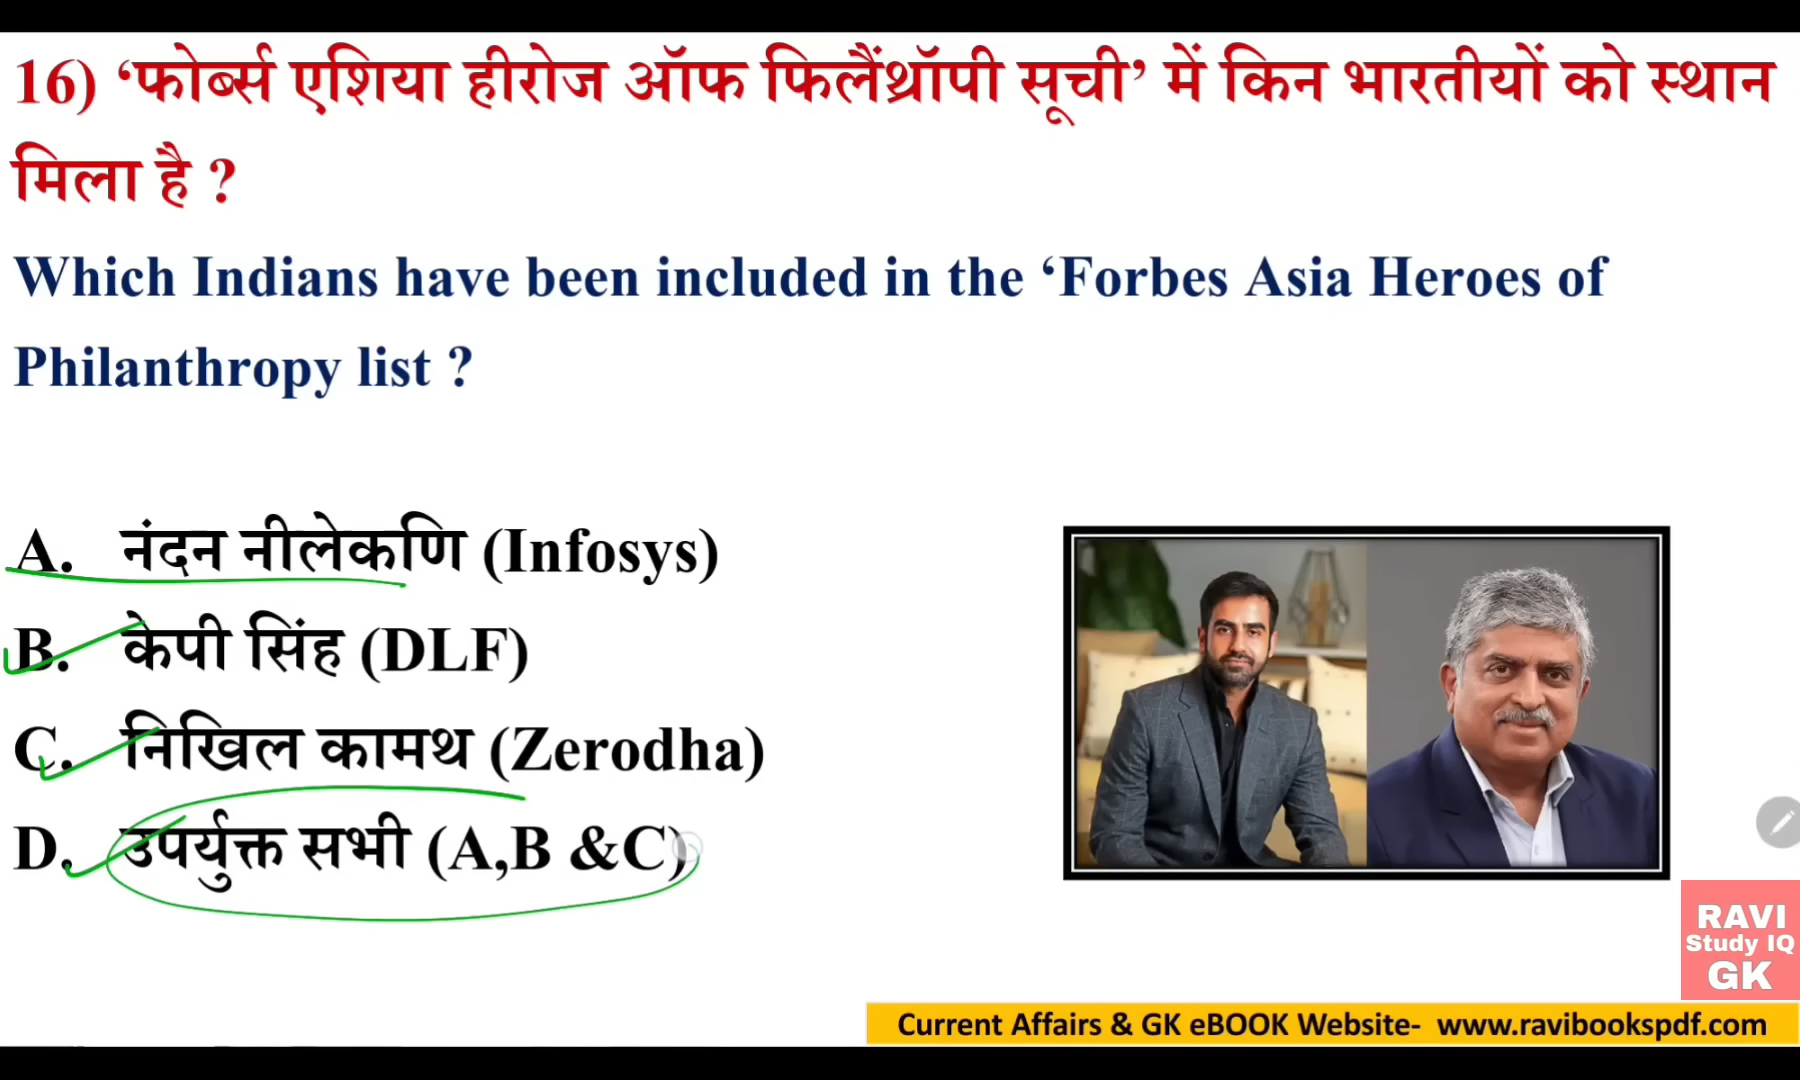 16) ‘फोर्ब्स एशिया हीरोज ऑफ फिलैंथ्रॉपी सूची’ में किन भारतीयों को स्थान
मिला है ?
Which Indians have been included in the ‘Forbes Asia Heroes of
Philanthropy list ?
A. नंदन नीलेकणि (Infosys)
B. केपी सिंह (DLF)
C. निखिल कामथ (Zerodha)
D. उपर्युक्त सभी (A,B &C)
RAVI
Study IQ
GK
Current Affairs & GK eBOOK Website- www.ravibookspdf.com